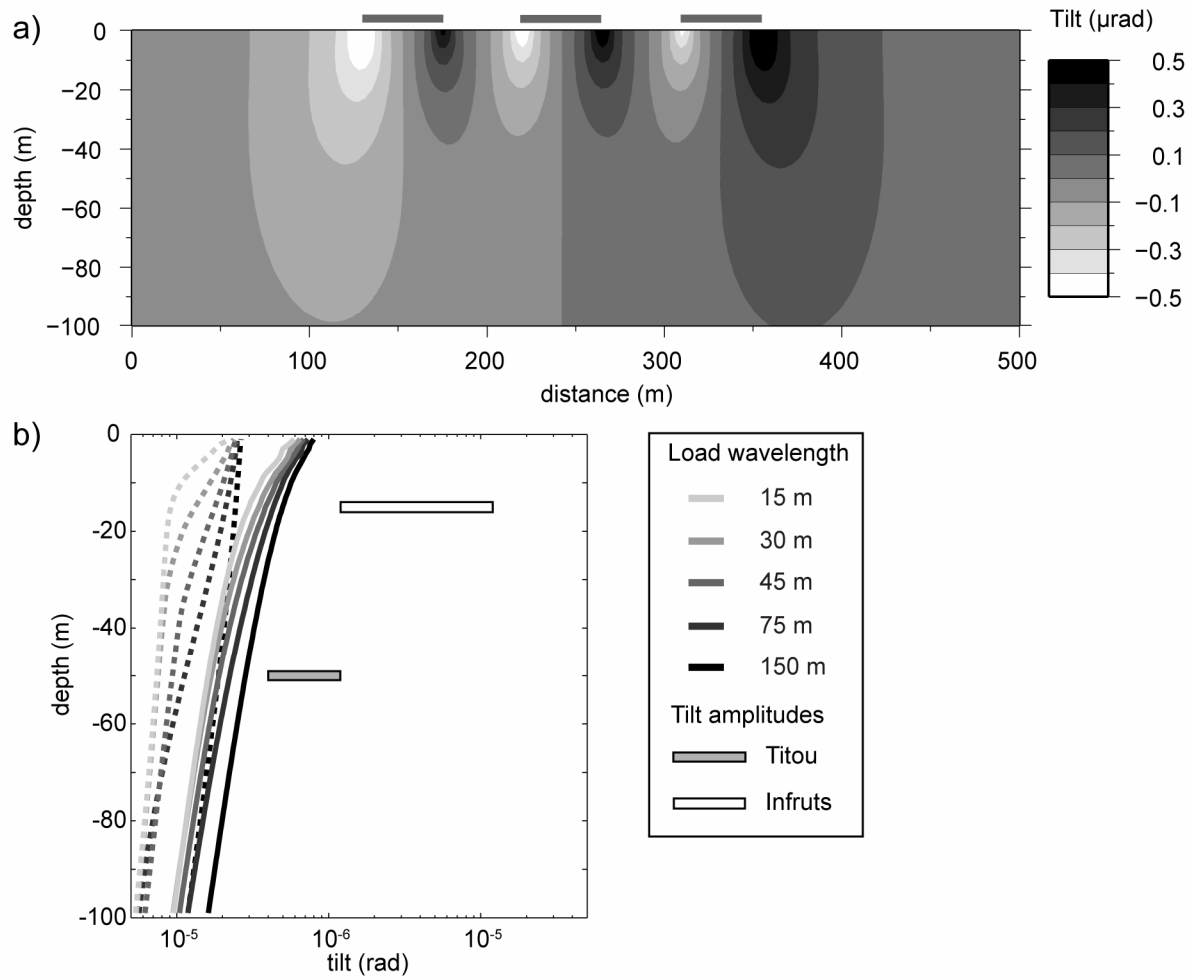 a)
Tilt (µrad)
0
−20
−40
−60
−80
−100
depth (m)
0.5
0.3
0.1
−0.1
−0.3
−0.5
0 100 200 300 400 500
distance (m)
b)
0
-20
-40
-60
-80
-100
depth (m)
10-5 10-6 10-5
tilt (rad)
Load wavelength
15 m
30 m
45 m
75 m
150 m
Tilt amplitudes
Titou
Infruts